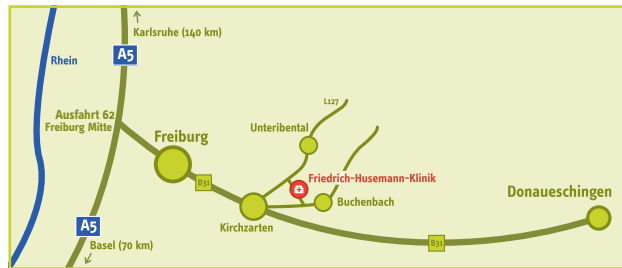 Karlsruhe (140 km)
A5
Rhein
L127
Ausfahrt 62
Freiburg Mitte
Unteribental
Freiburg
Friedrich-Husemann-Klinik
B31
Donaueschingen
Buchenbach
Kirchzarten
A5
B31
Basel (70 km)